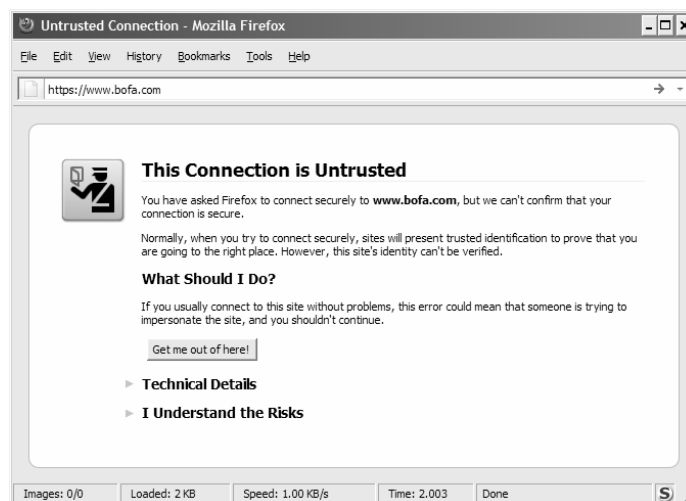 Untrusted Connection - Mozilla Firefox
File Edit View History Bookmarks Tools Help
https://www.bofa.com
This Connection is Untrusted
You have asked Firefox to connect securely to www.bofa.com, but we can't confirm that your
connection is secure.
Normally, when you try to connect securely, sites will present trusted identification to prove that you
are going to the right place. However, this site's identity can't be verified.
What Should I Do?
If you usually connect to this site without problems, this error could mean that someone is trying to
impersonate the site, and you shouldn't continue.
Get me out of here!
Technical Details
I Understand the Risks
Images: 0/0 Loaded: 2 KB Speed: 1.00 KB/s Time: 2.003 Done S